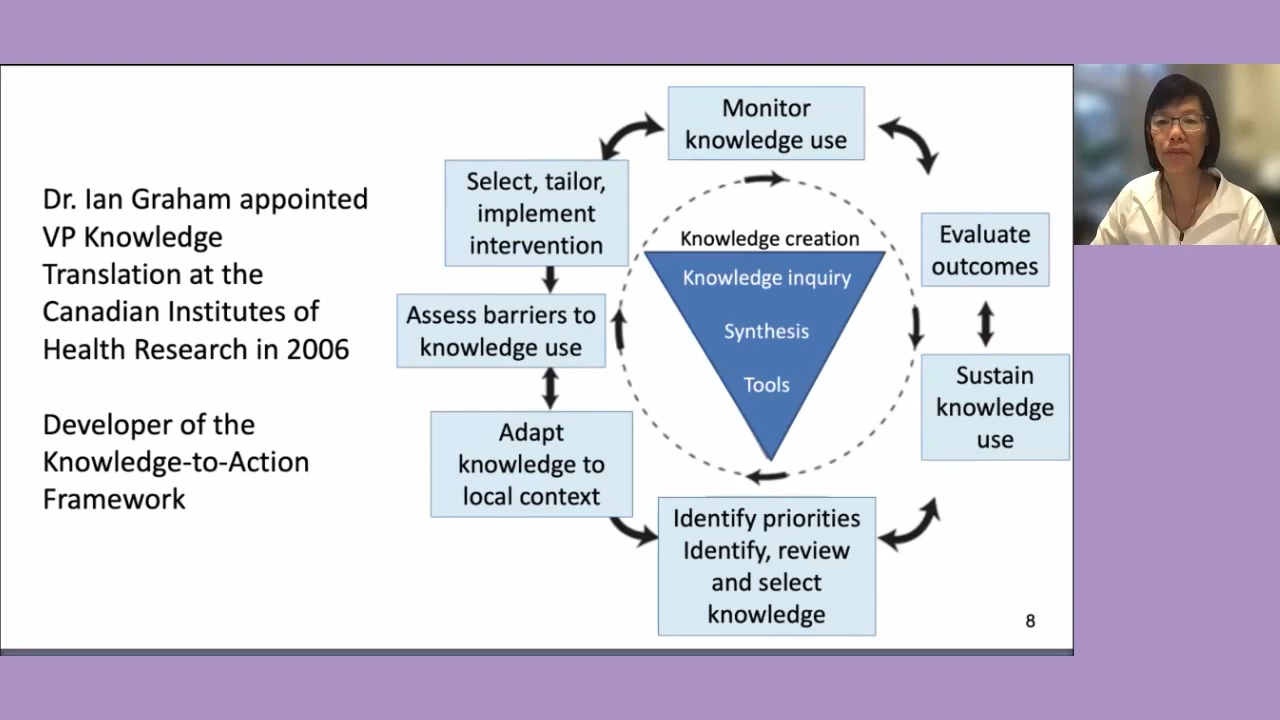 Dr. Ian Graham appointed
VP Knowledge
Translation at the
Canadian Institutes of
Health Research in 2006
Developer of the
Knowledge-to-Action
Framework
Monitor
knowledge use
Select, tailor,
implement
intervention
Evaluate
outcomes
Assess barriers to
knowledge use
Sustain
knowledge
use
Adapt
knowledge to
local context
Identify priorities
Identify, review
and select
knowledge
Knowledge creation
Knowledge inquiry
Synthesis
Tools
8